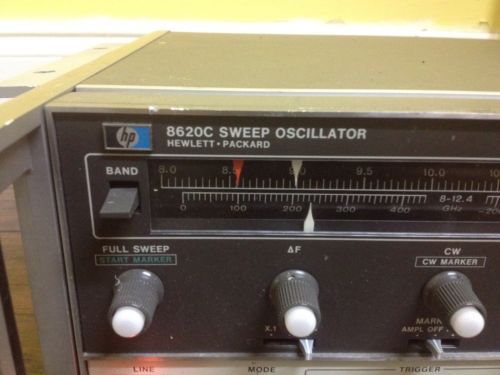 hp
8620C SWEEP OSCILLATOR
HEWLETT • PACKARD
BAND
8.0 8.5 9.0 9.5 10.0
0 100 200 300 400 8-12.4
GHz
FULL SWEEP ΔF CW
START MARKER CW MARKER
X.1 AMPL OFF
LINE MODE TRIGGER